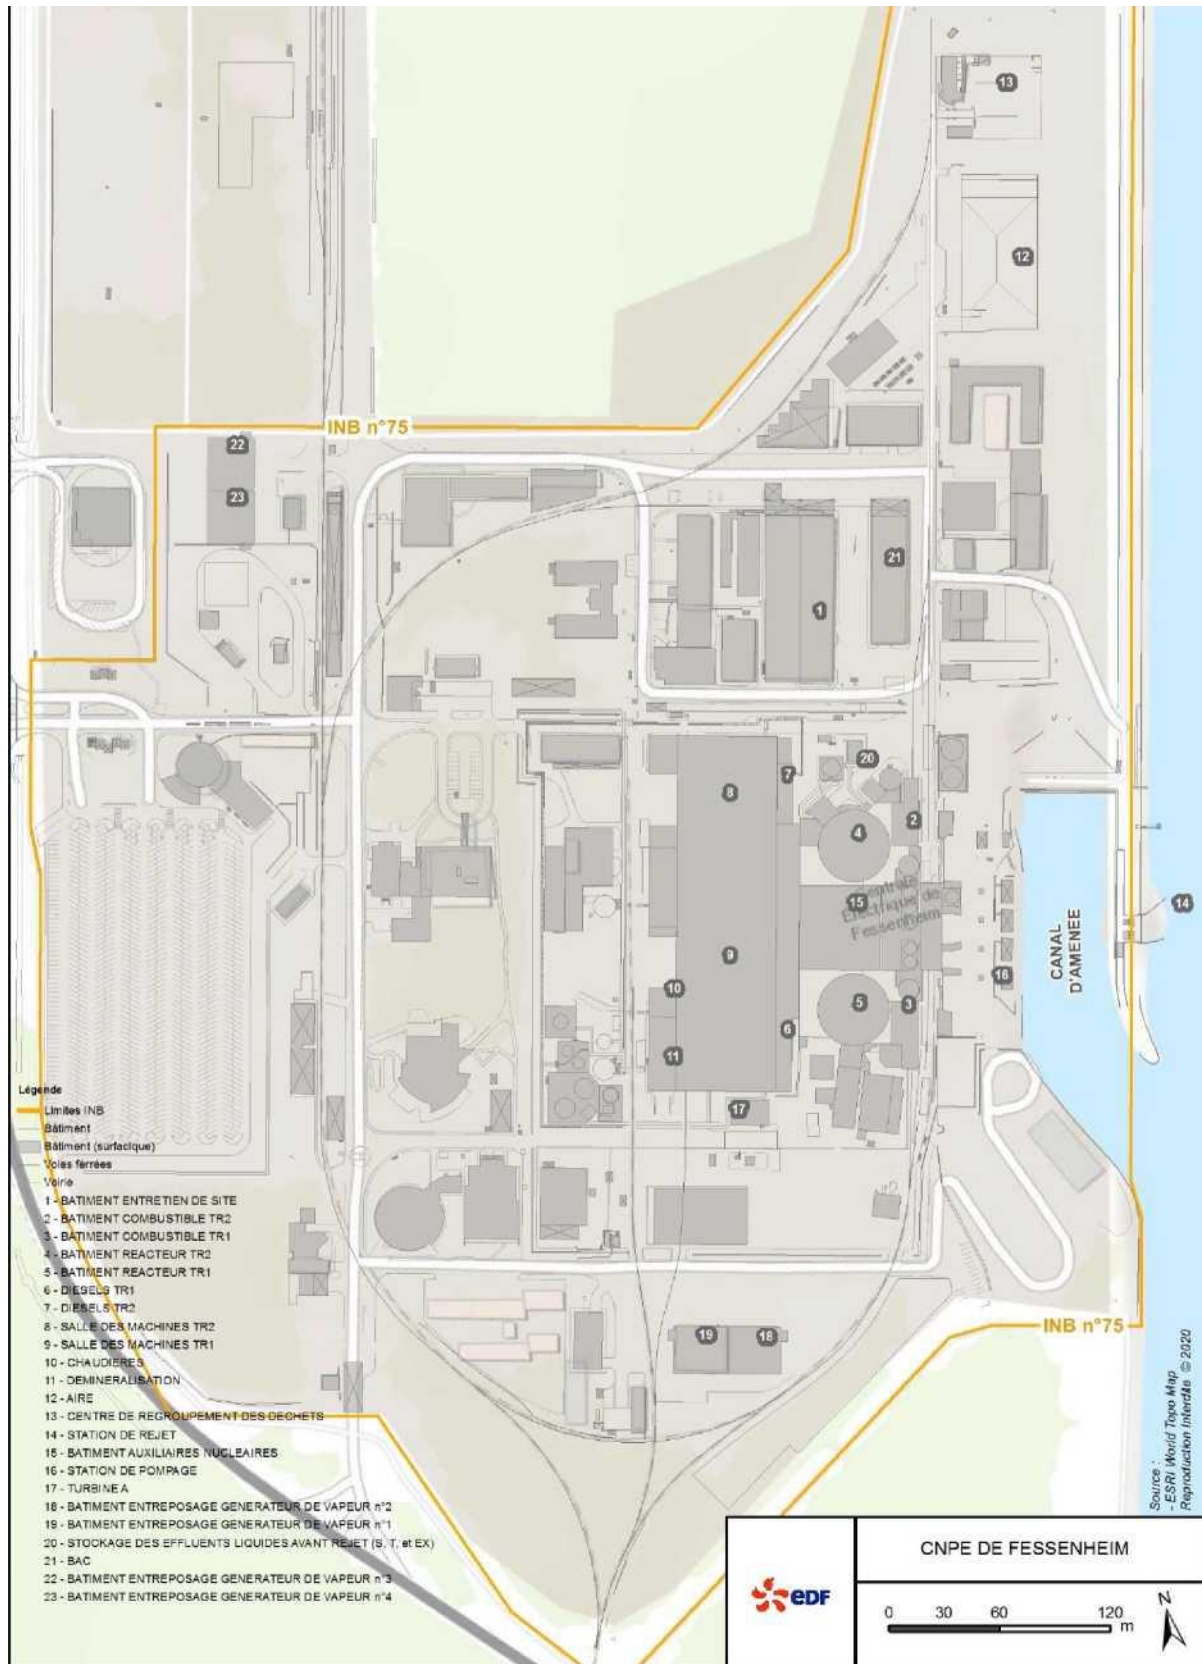 13
12
INB n°75
22
23
21
1
20
7
8
2
4
15
Centrale
Électrique de
Fessenheim
14
CANAL
D'AMENEE
16
9
10
5
3
6
11
17
Légende
Limites INB
Bâtiment
Bâtiment (surfacique)
Voies ferrées
Voirie
1 - BATIMENT ENTRETIEN DE SITE
2 - BATIMENT COMBUSTIBLE TR2
3 - BATIMENT COMBUSTIBLE TR1
4 - BATIMENT REACTEUR TR2
5 - BATIMENT REACTEUR TR1
6 - DIESELS TR1
7 - DIESELS TR2
8 - SALLE DES MACHINES TR2
9 - SALLE DES MACHINES TR1
10 - CHAUDIERES
11 - DEMINERALISATION
12 - AIRE
13 - CENTRE DE REGROUPEMENT DES DECHETS
14 - STATION DE REJET
15 - BATIMENT AUXILIAIRES NUCLEAIRES
16 - STATION DE POMPAGE
17 - TURBINE A
18 - BATIMENT ENTREPOSAGE GENERATEUR DE VAPEUR n°2
19 - BATIMENT ENTREPOSAGE GENERATEUR DE VAPEUR n°1
20 - STOCKAGE DES EFFLUENTS LIQUIDES AVANT REJET (S, T, et EX)
21 - BAC
22 - BATIMENT ENTREPOSAGE GENERATEUR DE VAPEUR n°3
23 - BATIMENT ENTREPOSAGE GENERATEUR DE VAPEUR n°4
19
18
INB n°75
Source :
- ESRI World Topo Map
Reproduction Interdite © 2020
edf
CNPE DE FESSENHEIM
0 30 60 120
m
N